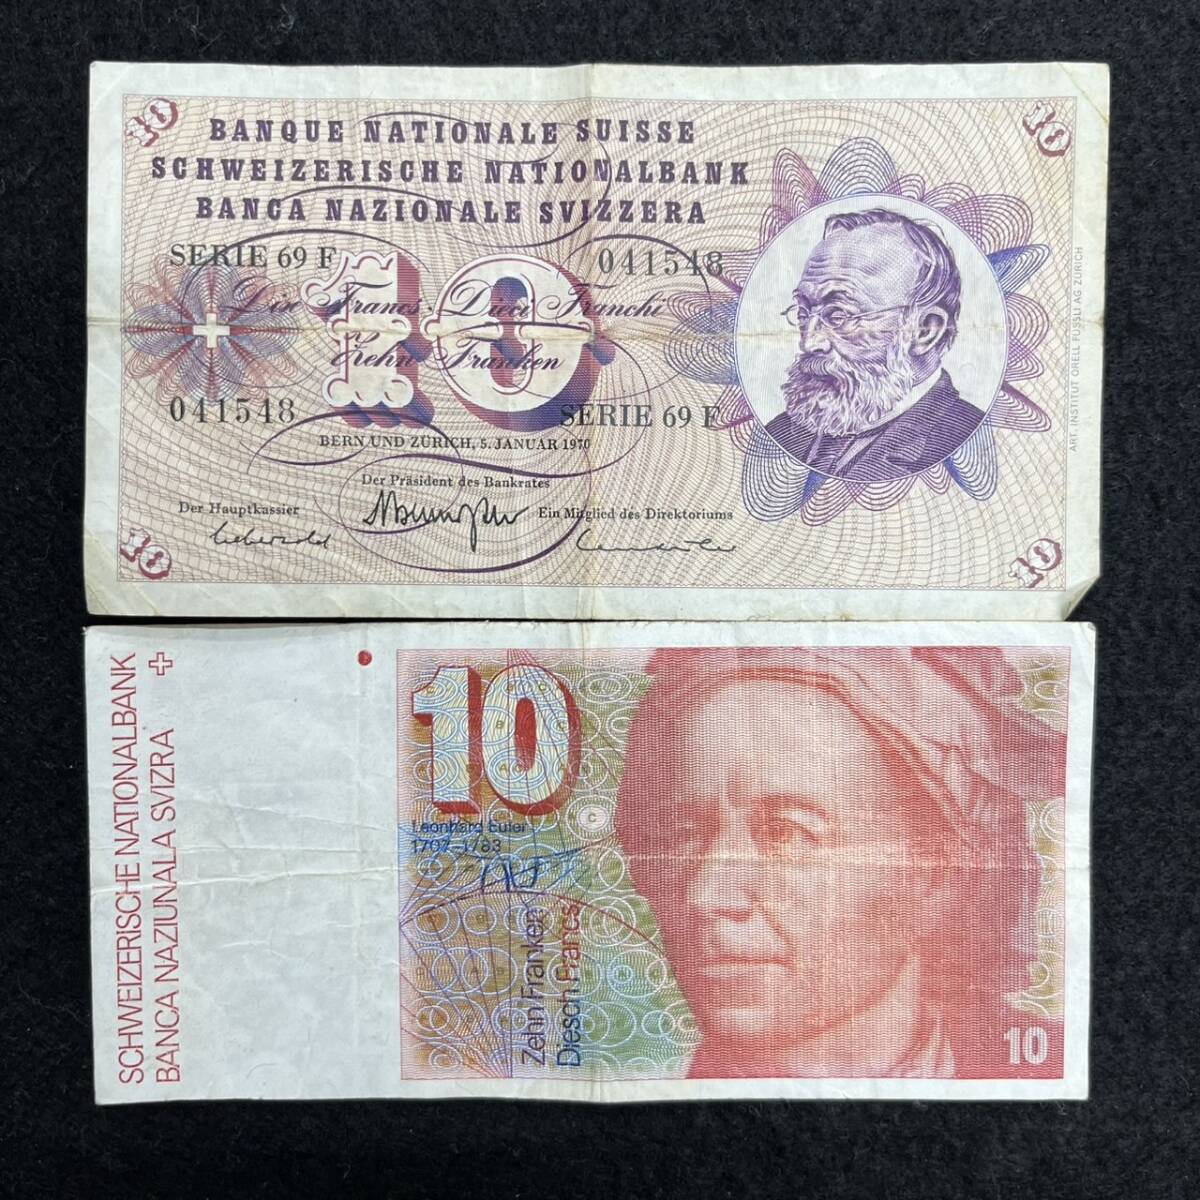 10
10
BANQUE NATIONALE SUISSE
SCHWEIZERISCHE NATIONALBANK
BANCA NAZIONALE SVIZZERA
SERIE 69 F
041548
10
Dix Francs · Dieci Franchi
Zehn Franken
041548
SERIE 69 F
BERN UND ZÜRICH, 5. JANUAR 1970
Der Präsident des Bankrates
Der Hauptkassier
Ein Mitglied des Direktoriums
10
10
ART. INSTITUT ORELL FÜSSLI AG ZÜRICH
SCHWEIZERISCHE NATIONALBANK
BANCA NAZIUNALA SVIZRA
10
Leonhard Euler
1707-1783
Zehn Franken
Diesch Francs
10